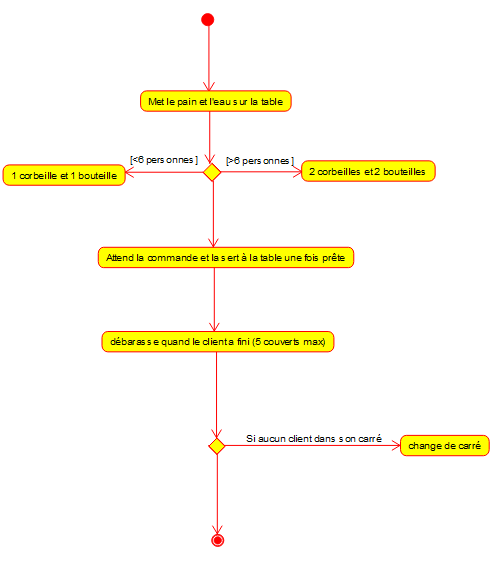 Met le pain et l'eau sur la table
[<6 personnes]
[>6 personnes]
1 corbeille et 1 bouteille
2 corbeilles et 2 bouteilles
Attend la commande et la sert à la table une fois prête
débarasse quand le client a fini (5 couverts max)
Si aucun client dans son carré
change de carré